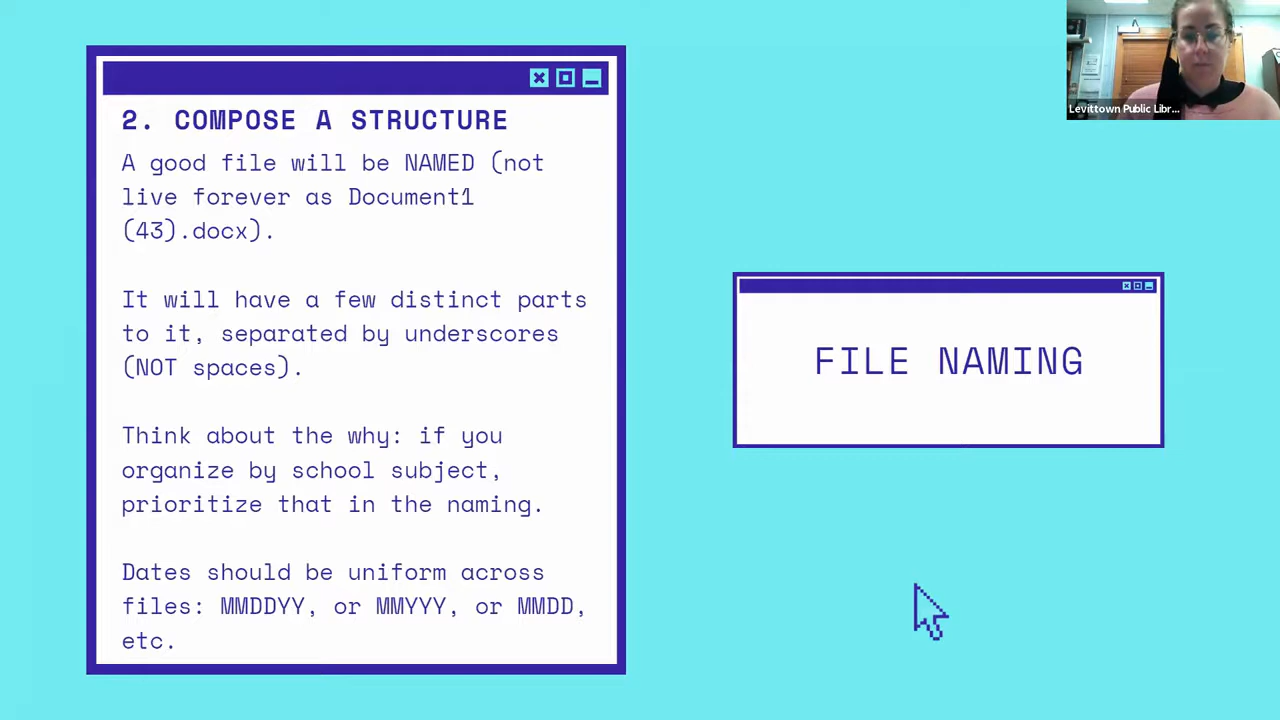 2. COMPOSE A STRUCTURE
A good file will be NAMED (not
live forever as Document1
(43).docx).
It will have a few distinct parts
to it, separated by underscores
(NOT spaces).
Think about the why: if you
organize by school subject,
prioritize that in the naming.
Dates should be uniform across
files: MMDDYY, or MMYYY, or MMDD,
etc.
FILE NAMING
Levittown Public Libr...